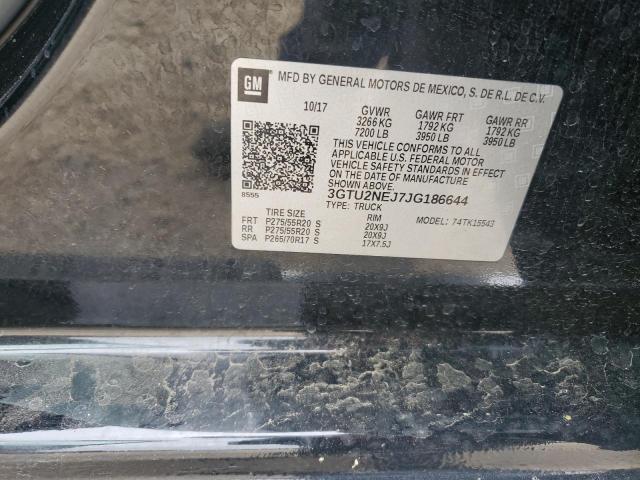 GM
MFD BY GENERAL MOTORS DE MEXICO, S. DE R.L. DE C.V.
10/17 GVWR GAWR FRT GAWR RR
3266 KG 1792 KG 1792 KG
7200 LB 3950 LB 3950 LB
THIS VEHICLE CONFORMS TO ALL
APPLICABLE U.S. FEDERAL MOTOR
VEHICLE SAFETY STANDARDS IN
EFFECT ON THE DATE OF
MANUFACTURE SHOWN ABOVE.
8555
3GTU2NEJ7JG186644
TYPE: TRUCK
TIRE SIZE RIM MODEL: 74TK15543
FRT P275/55R20 S 20X9J
RR P275/55R20 S 20X9J
SPA P265/70R17 S 17X7.5J